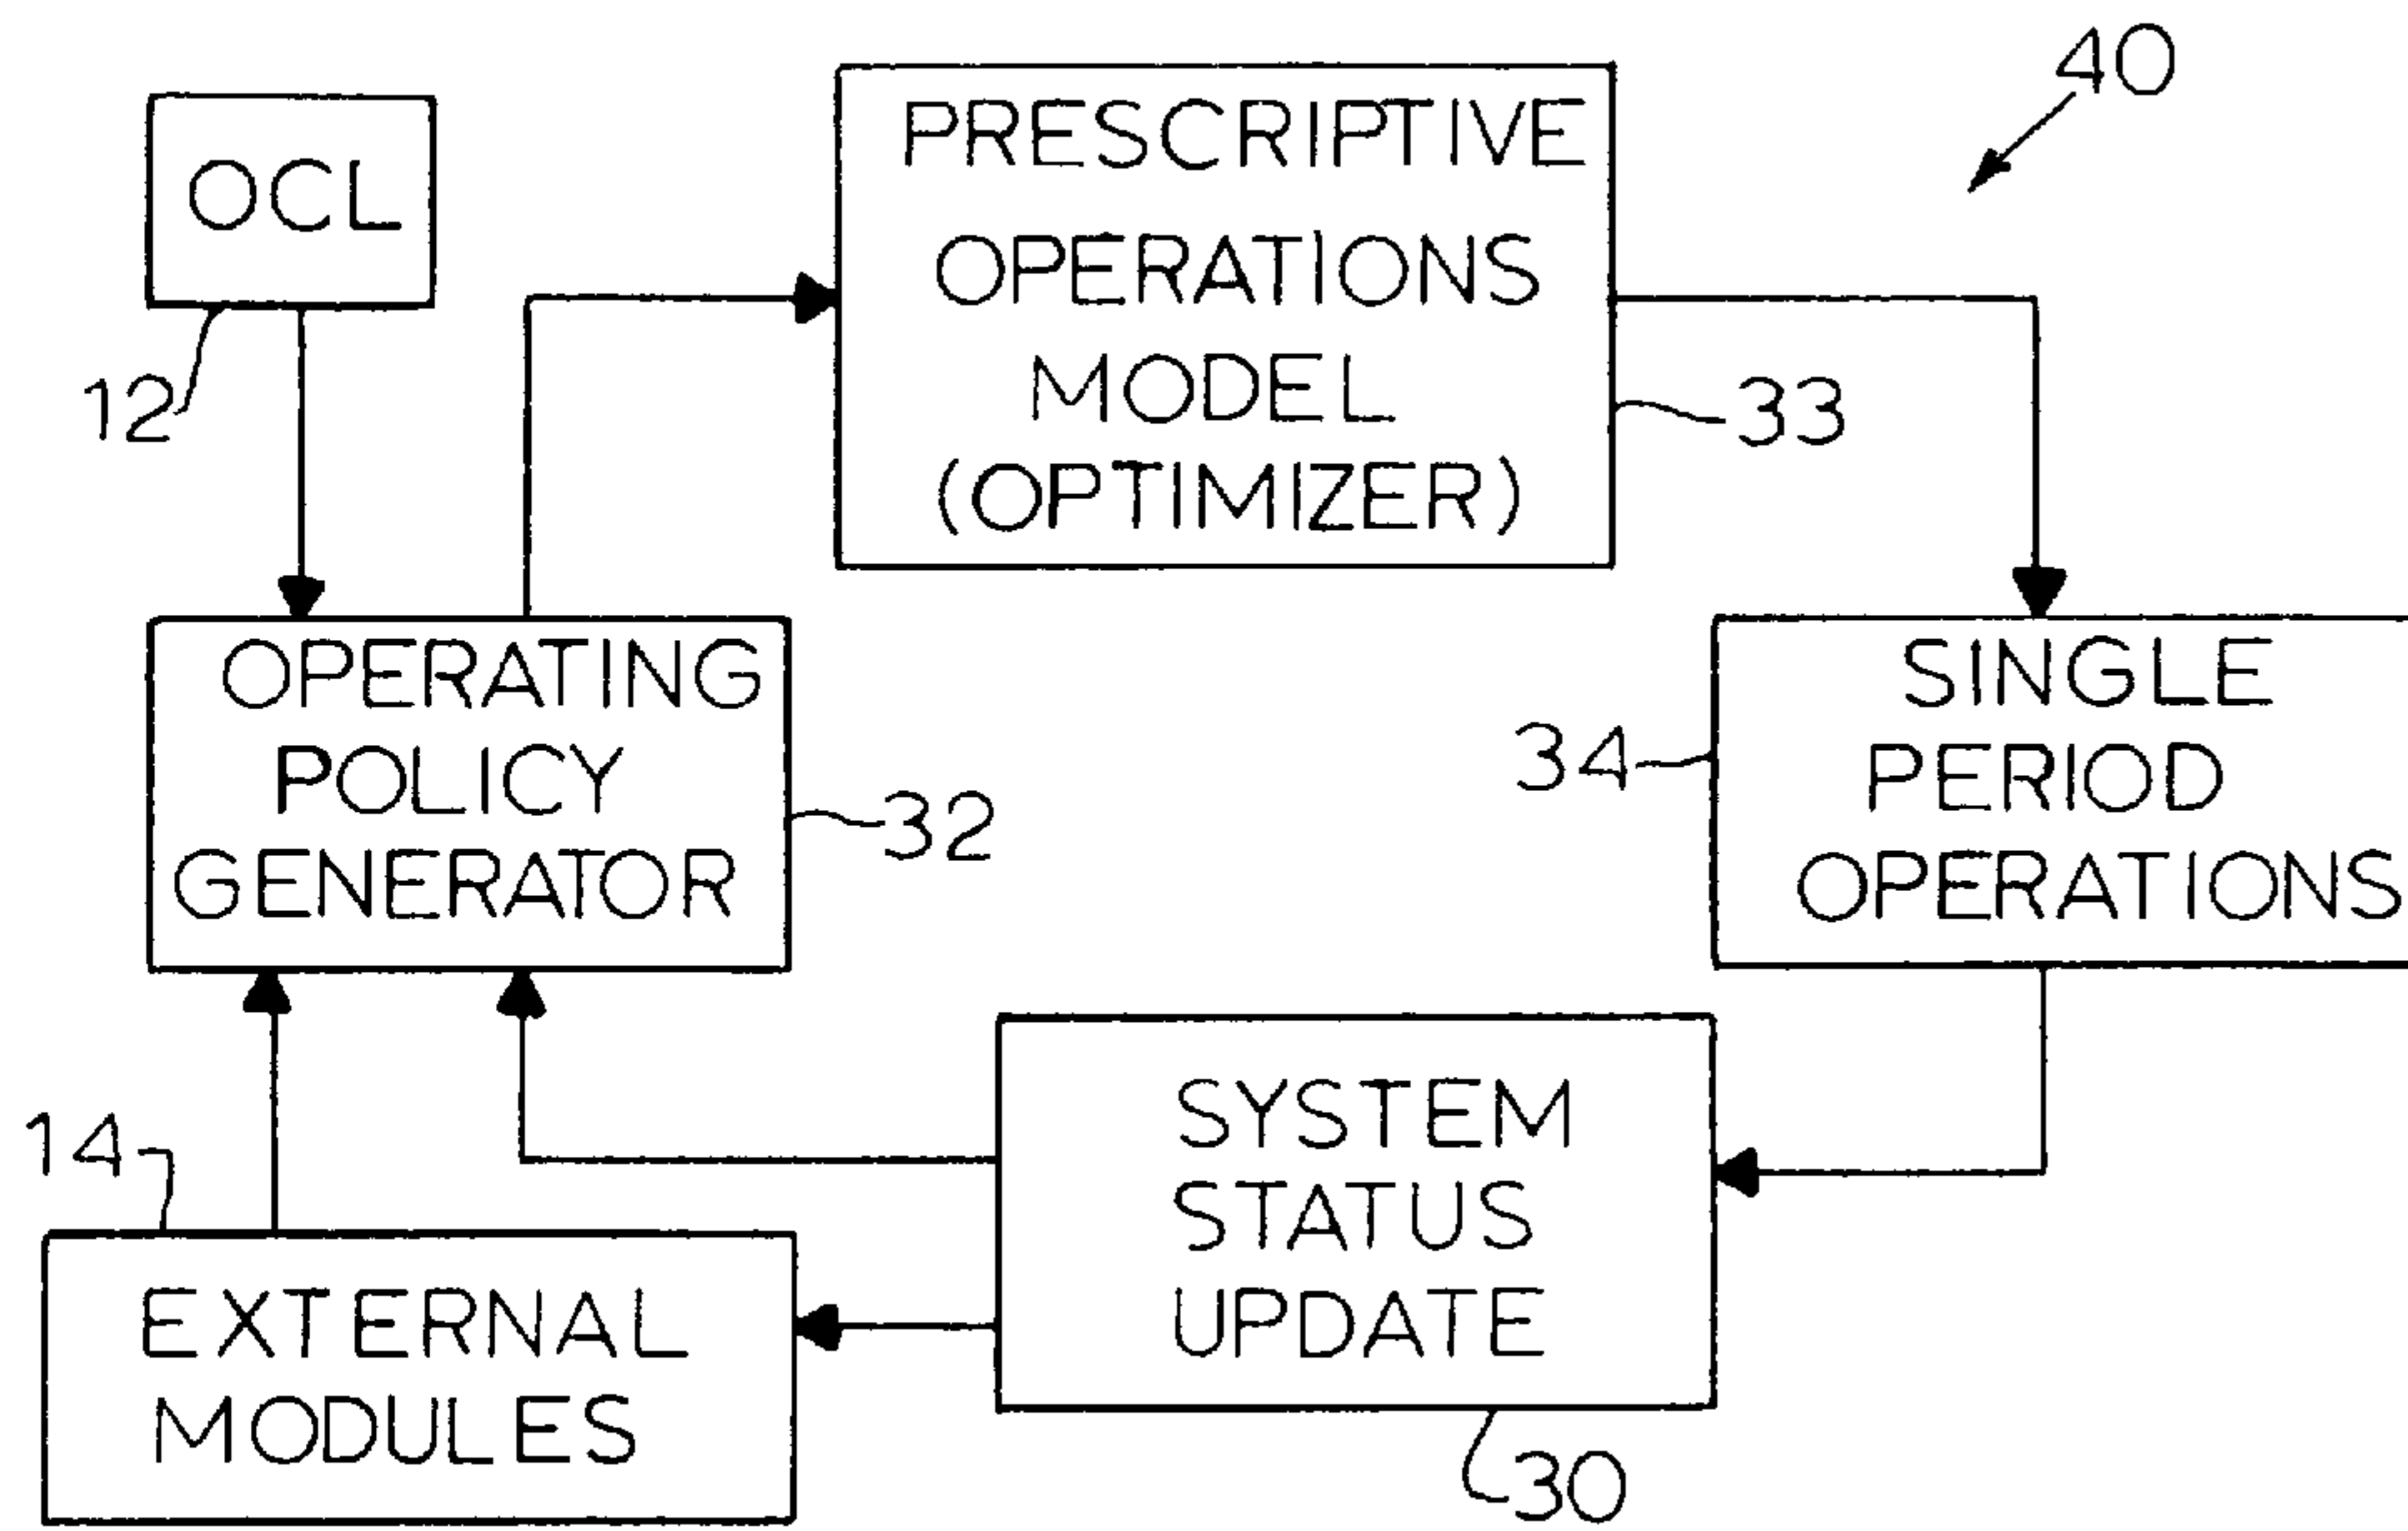 40
OCL
12
PRESCRIPTIVE
OPERATIONS
MODEL
(OPTIMIZER)
33
OPERATING
POLICY
GENERATOR
32
34
SINGLE
PERIOD
OPERATIONS
14
EXTERNAL
MODULES
SYSTEM
STATUS
UPDATE
30